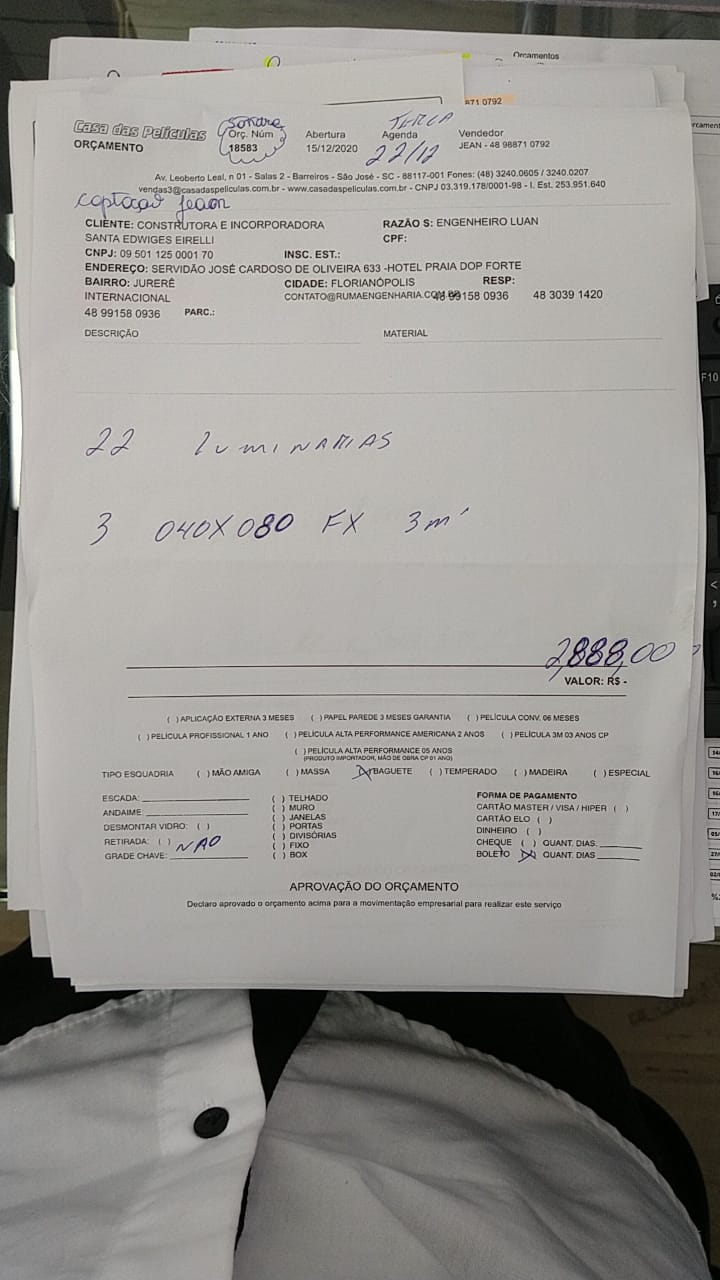 Orçamentos
871 0792
Casa das Películas
ORÇAMENTO
Orç. Núm
18583
Abertura
15/12/2020
TERÇA
Agenda
22/12
Vendedor
JEAN - 48 98871 0792
Av. Leoberto Leal, n 01 - Salas 2 - Barreiros - São José - SC - 88117-001 Fones: (48) 3240.0605 / 3240.0207
vendas3@casadaspeliculas.com.br - www.casadaspeliculas.com.br - CNPJ 03.319.178/0001-98 - I. Est. 253.951.640
captação Jean
CLIENTE: CONSTRUTORA E INCORPORADORA
SANTA EDWIGES EIRELLI
RAZÃO S: ENGENHEIRO LUAN
CPF:
CNPJ: 09 501 125 0001 70
INSC. EST.:
ENDEREÇO: SERVIDÃO JOSÉ CARDOSO DE OLIVEIRA 633 -HOTEL PRAIA DOP FORTE
BAIRRO: JURERÊ
INTERNACIONAL
CIDADE: FLORIANÓPOLIS
RESP:
CONTATO@RUMAENGENHARIA.COM.BR
48 99158 0936
48 3039 1420
48 99158 0936
PARC.:
DESCRIÇÃO
MATERIAL
22 LUMINARIAS
3 040X080 FX 3m²
2,888,00
VALOR: R$ -
( ) APLICAÇÃO EXTERNA 3 MESES ( ) PAPEL PAREDE 3 MESES GARANTIA ( ) PELÍCULA CONV. 06 MESES
( ) PELÍCULA PROFISSIONAL 1 ANO ( ) PELÍCULA ALTA PERFORMANCE AMERICANA 2 ANOS ( ) PELÍCULA 3M 03 ANOS CP
( ) PELÍCULA ALTA PERFORMANCE 05 ANOS
(PRODUTO IMPORTADOR, MÃO DE OBRA CP 01 ANO)
TIPO ESQUADRIA ( ) MÃO AMIGA ( ) MASSA (X) BAGUETE ( ) TEMPERADO ( ) MADEIRA ( ) ESPECIAL
ESCADA:
ANDAIME:
DESMONTAR VIDRO: ( )
RETIRADA: ( ) NAO
GRADE CHAVE:
( ) TELHADO
( ) MURO
( ) JANELAS
( ) PORTAS
( ) DIVISÓRIAS
( ) FIXO
( ) BOX
FORMA DE PAGAMENTO
CARTÃO MASTER / VISA / HIPER ( )
CARTÃO ELO ( )
DINHEIRO ( )
CHEQUE ( ) QUANT. DIAS.
BOLETO (X) QUANT. DIAS
APROVAÇÃO DO ORÇAMENTO
Declaro aprovado o orçamento acima para a movimentação empresarial para realizar este serviço
F10